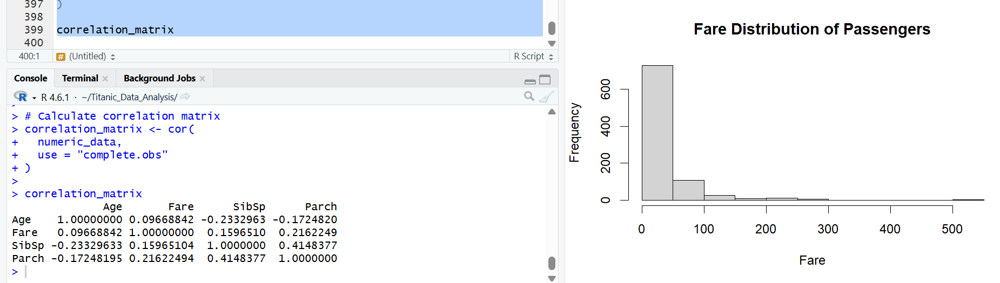 397 )
398
399 correlation_matrix
400
400:1 # (Untitled) R Script
Console Terminal × Background Jobs ×
R R 4.6.1 · ~/Titanic_Data_Analysis/
> # Calculate correlation matrix
> correlation_matrix <- cor(
+   numeric_data,
+   use = "complete.obs"
+ )
>
> correlation_matrix
              Age       Fare      SibSp      Parch
Age    1.00000000 0.09668842 -0.2332963 -0.1724820
Fare   0.09668842 1.00000000  0.1596510  0.2162249
SibSp -0.23329633 0.15965104  1.0000000  0.4148377
Parch -0.17248195 0.21622494  0.4148377  1.0000000
>
Fare Distribution of Passengers
Frequency
600
400
200
0
0 100 200 300 400 500
Fare